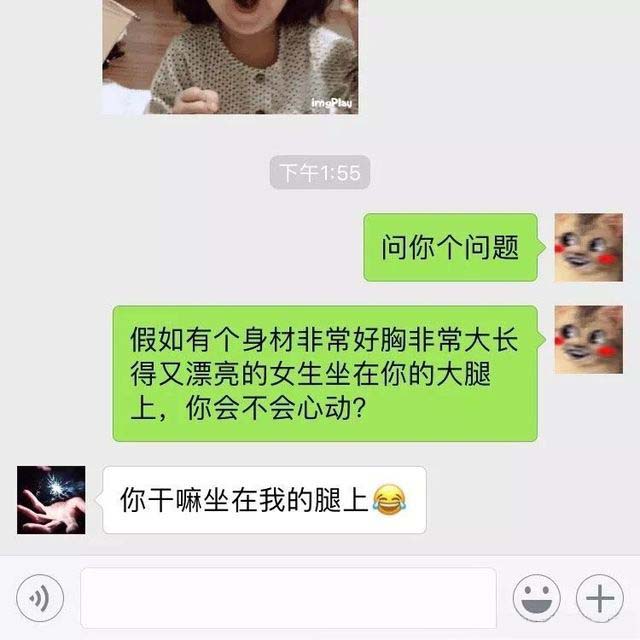 imgPlay
下午1:55
问你个问题
假如有个身材非常好胸非常大长
得又漂亮的女生坐在你的大腿
上，你会不会心动？
你干嘛坐在我的腿上😂